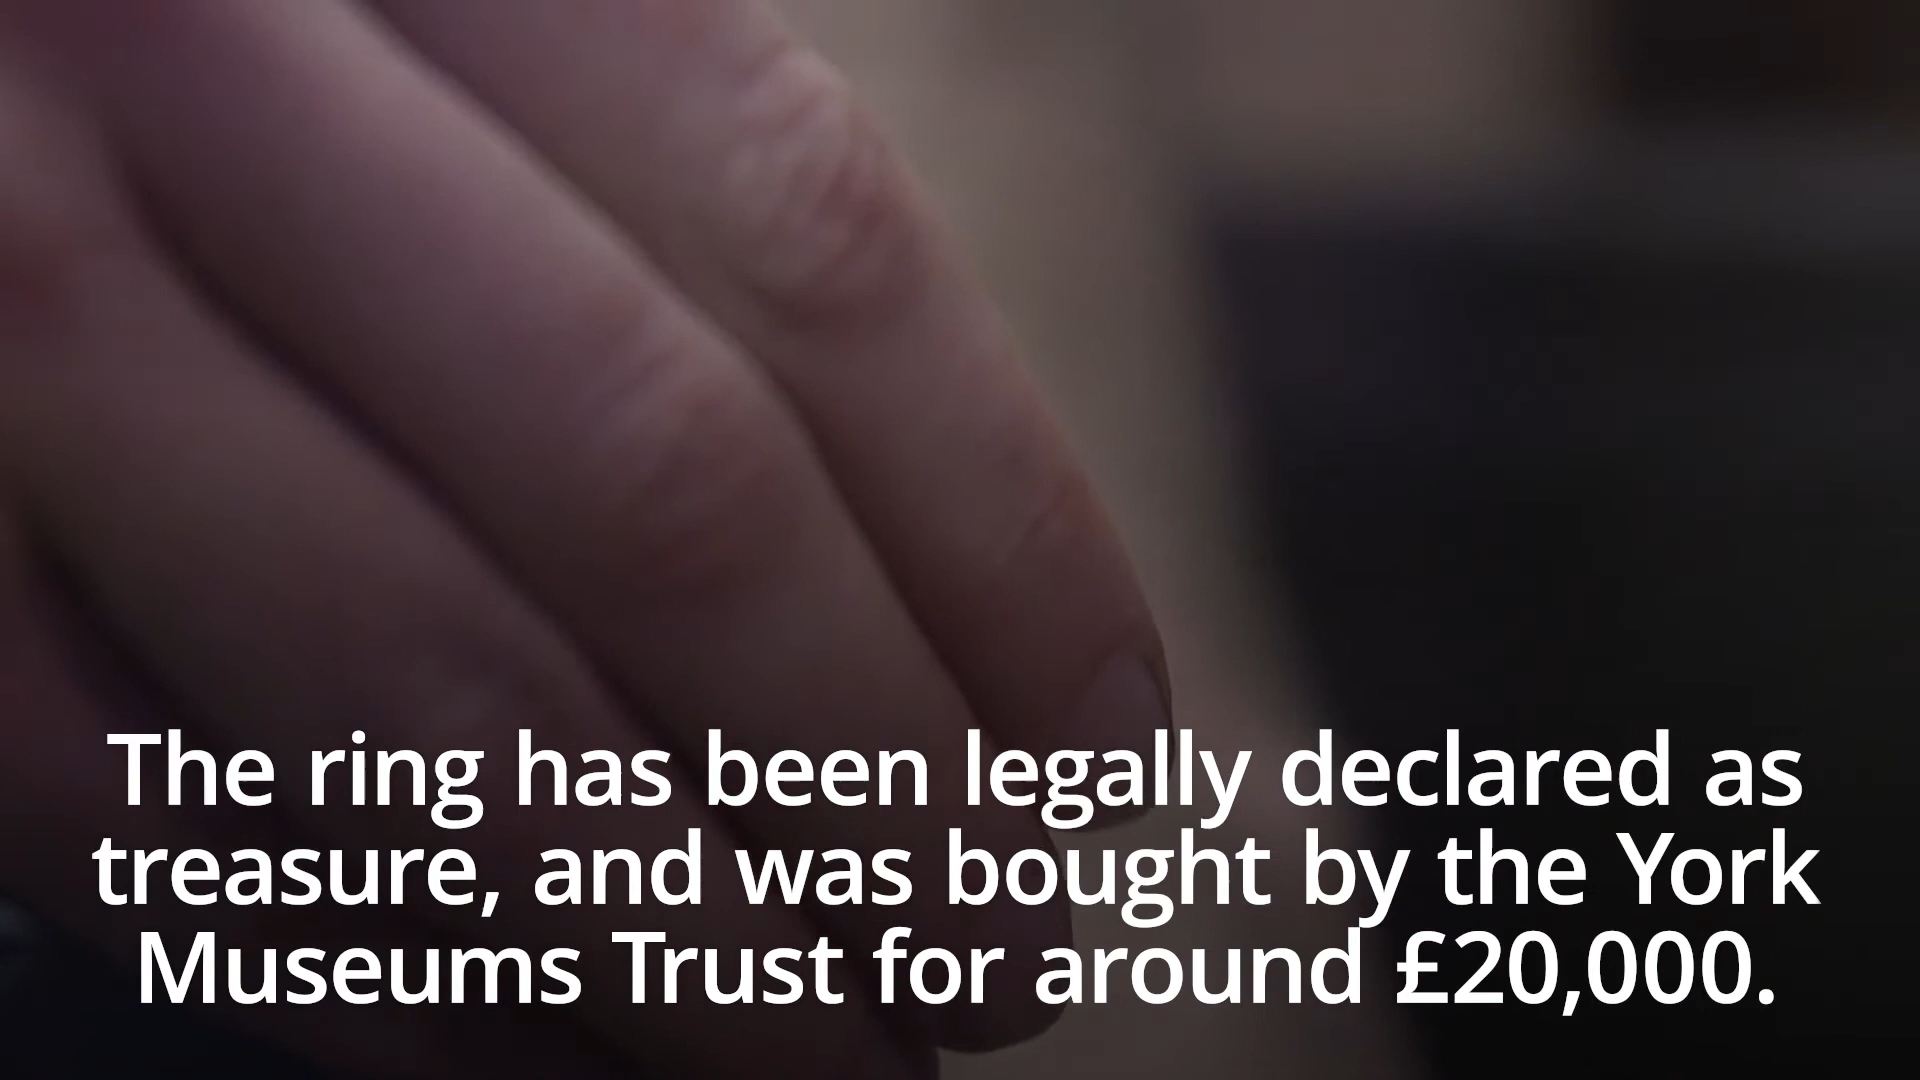 The ring has been legally declared as
treasure, and was bought by the York
Museums Trust for around £20,000.